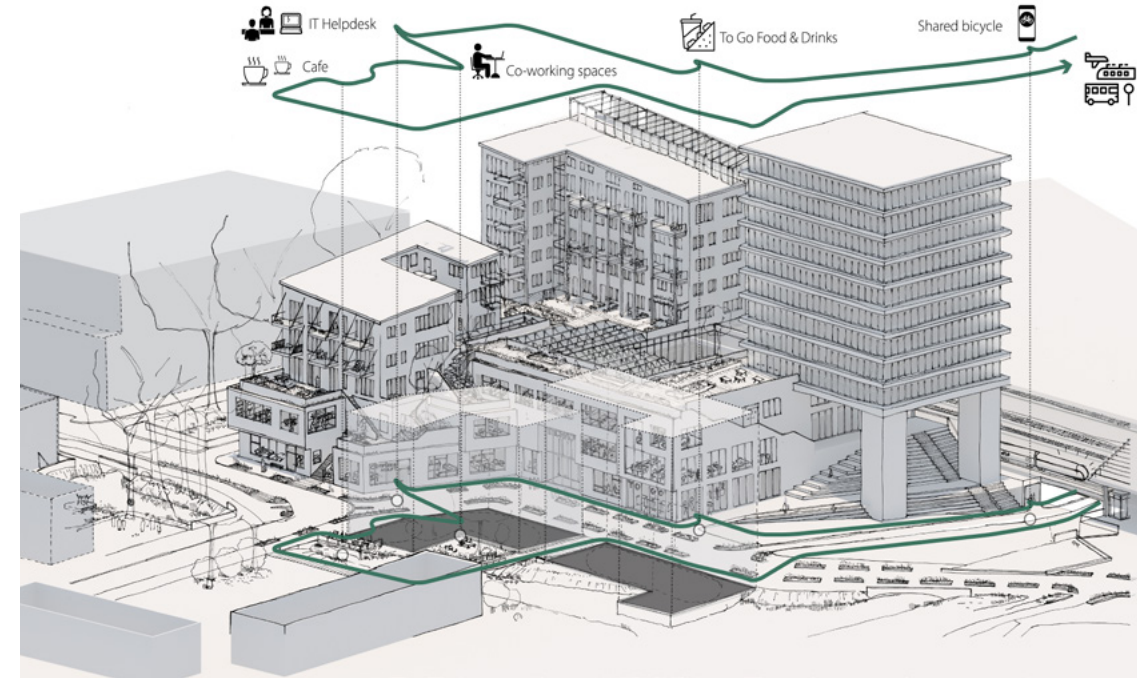 IT Helpdesk
Cafe
Co-working spaces
To Go Food & Drinks
Shared bicycle